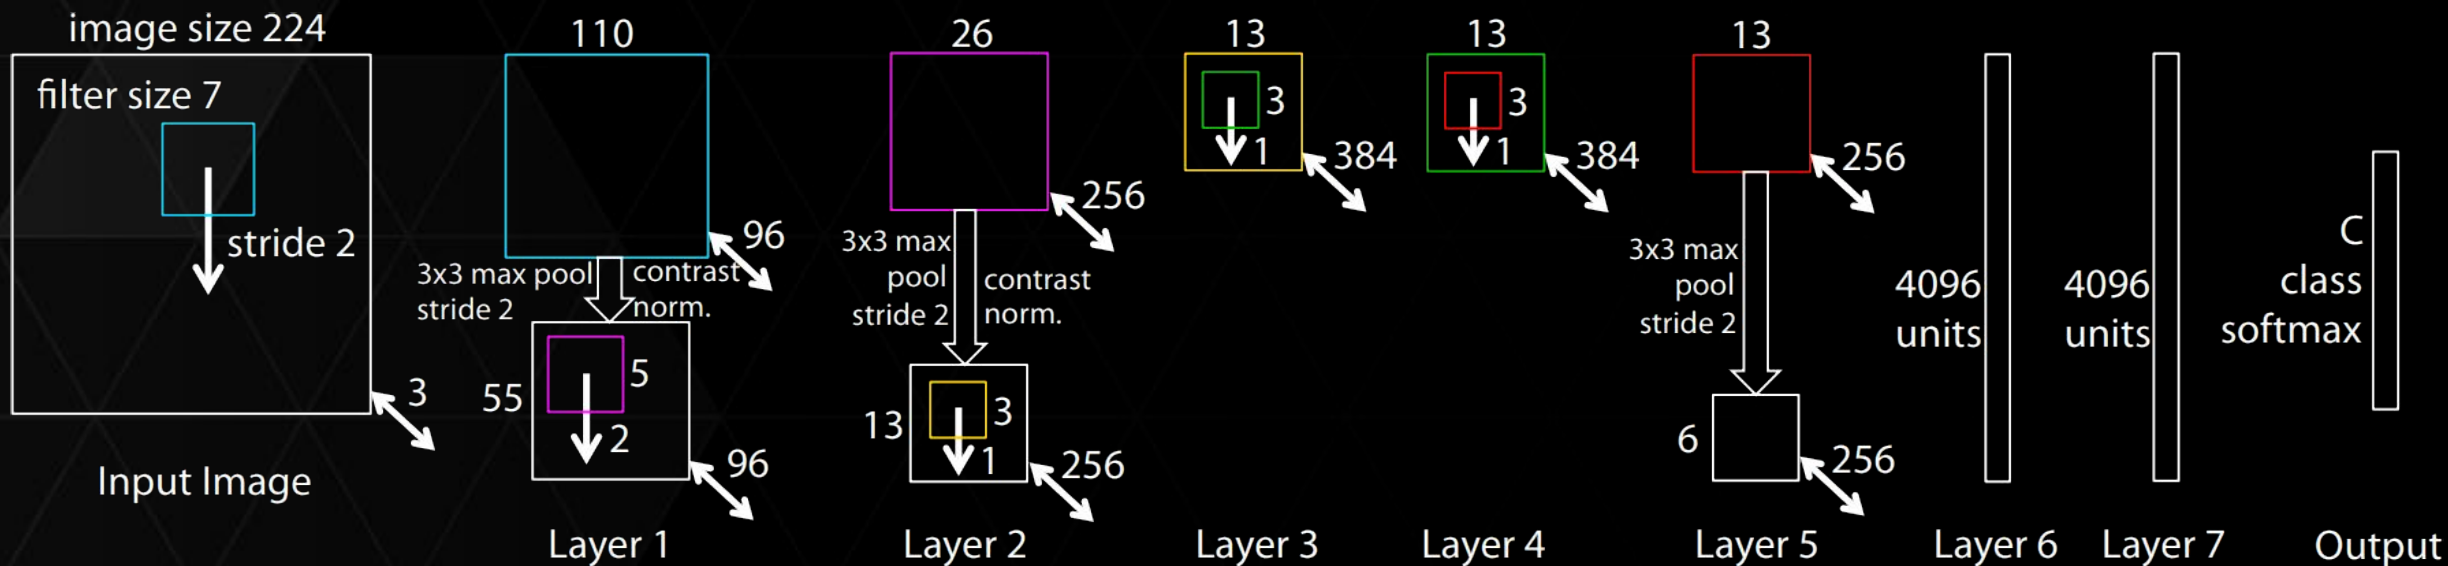 image size 224
filter size 7
stride 2
3
Input Image
110
96
3x3 max pool
stride 2
contrast
norm.
55
5
2
96
Layer 1
26
256
3x3 max
pool
stride 2
contrast
norm.
13
3
1
256
Layer 2
13
3
1
384
Layer 3
13
3
1
384
Layer 4
13
256
3x3 max
pool
stride 2
6
256
Layer 5
4096
units
Layer 6
4096
units
Layer 7
C
class
softmax
Output